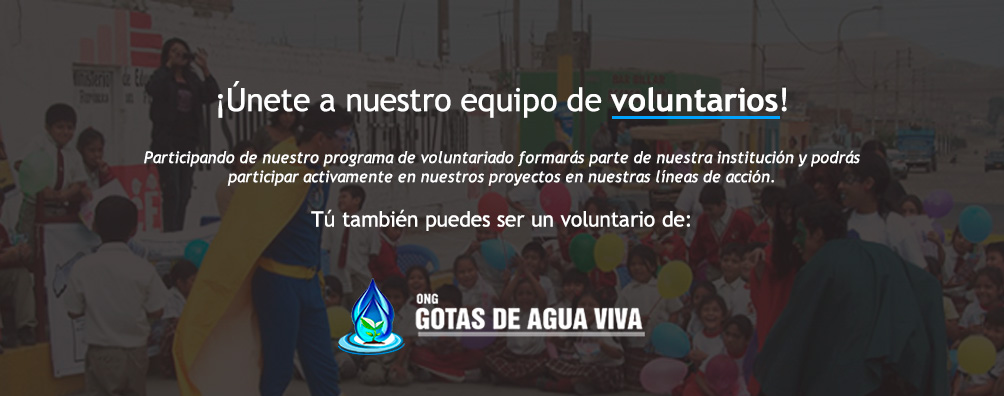 ¡Únete a nuestro equipo de voluntarios!
Participando de nuestro programa de voluntariado formarás parte de nuestra institución y podrás
participar activamente en nuestros proyectos en nuestras líneas de acción.
Tú también puedes ser un voluntario de:
ONG
GOTAS DE AGUA VIVA